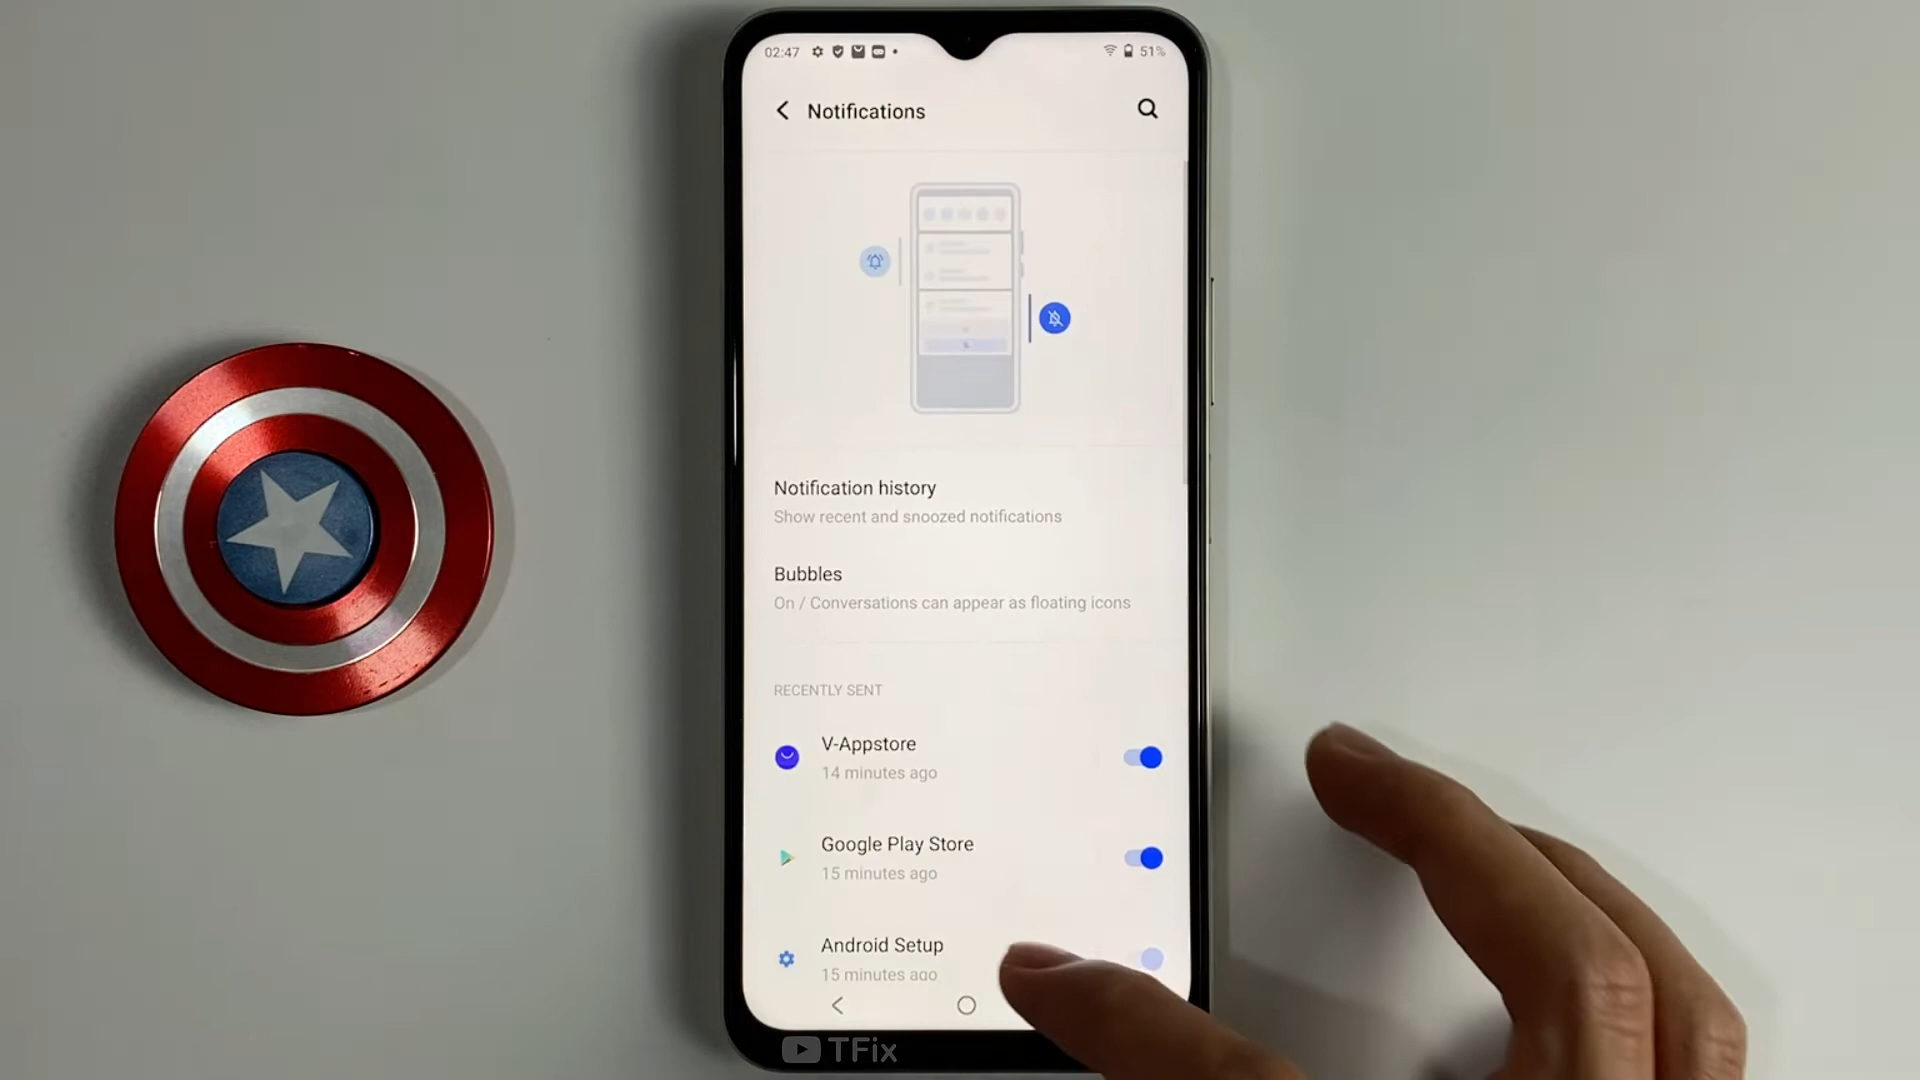 02:47
51%
Notifications
Notification history
Show recent and snoozed notifications
Bubbles
On / Conversations can appear as floating icons
RECENTLY SENT
V-Appstore
14 minutes ago
Google Play Store
15 minutes ago
Android Setup
15 minutes ago
TFix